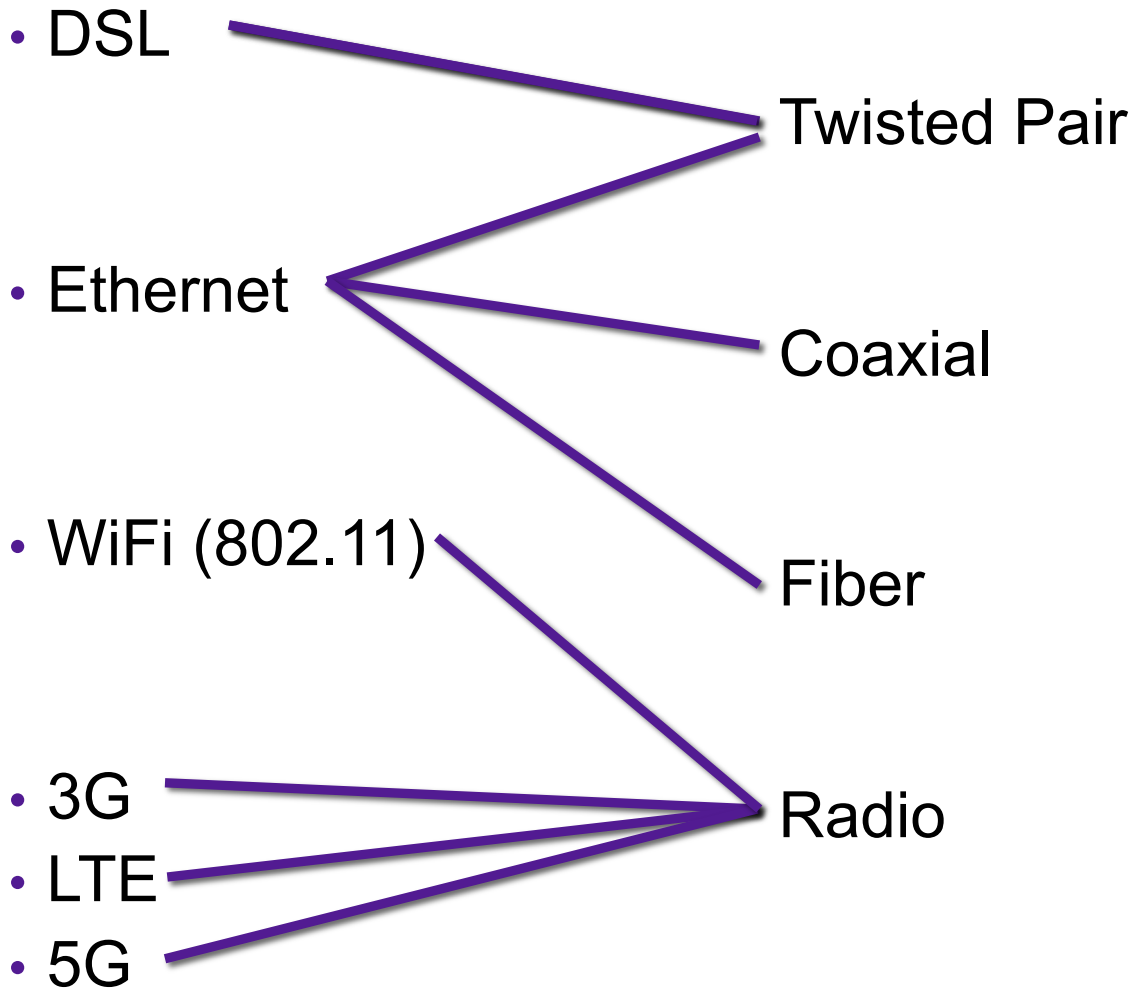 • DSL
• Ethernet
• WiFi (802.11)
• 3G
• LTE
• 5G
Twisted Pair
Coaxial
Fiber
Radio